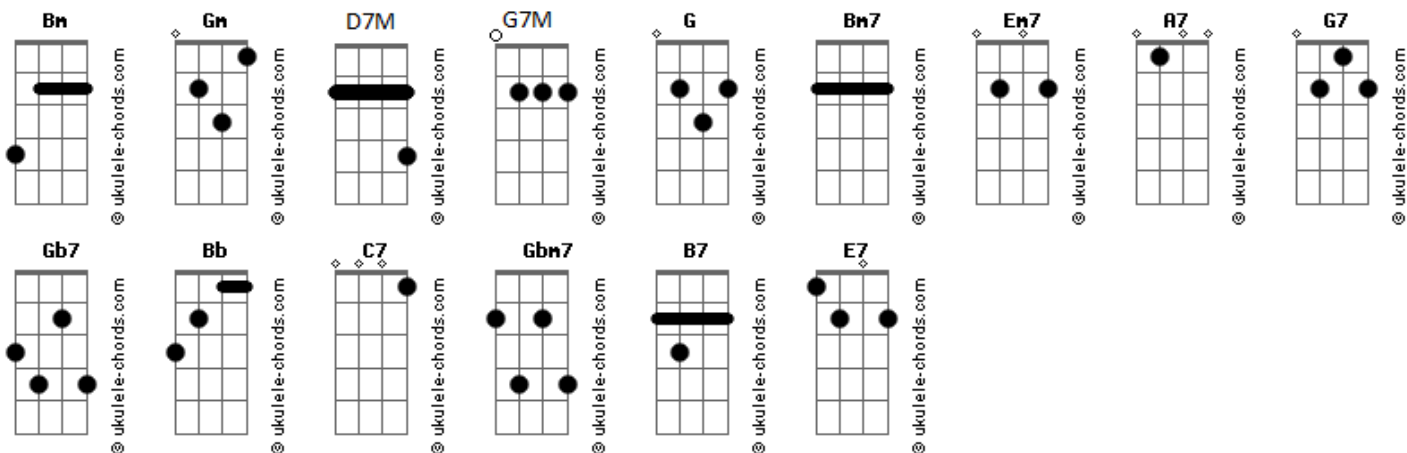 Bm Gm D7M G7M G Bm7 Em7 A7 G7
© ukulele-chords.com © ukulele-chords.com © ukulele-chords.com © ukulele-chords.com © ukulele-chords.com © ukulele-chords.com © ukulele-chords.com © ukulele-chords.com © ukulele-chords.com
Gb7 Bb C7 Gbm7 B7 E7
© ukulele-chords.com © ukulele-chords.com © ukulele-chords.com © ukulele-chords.com © ukulele-chords.com © ukulele-chords.com